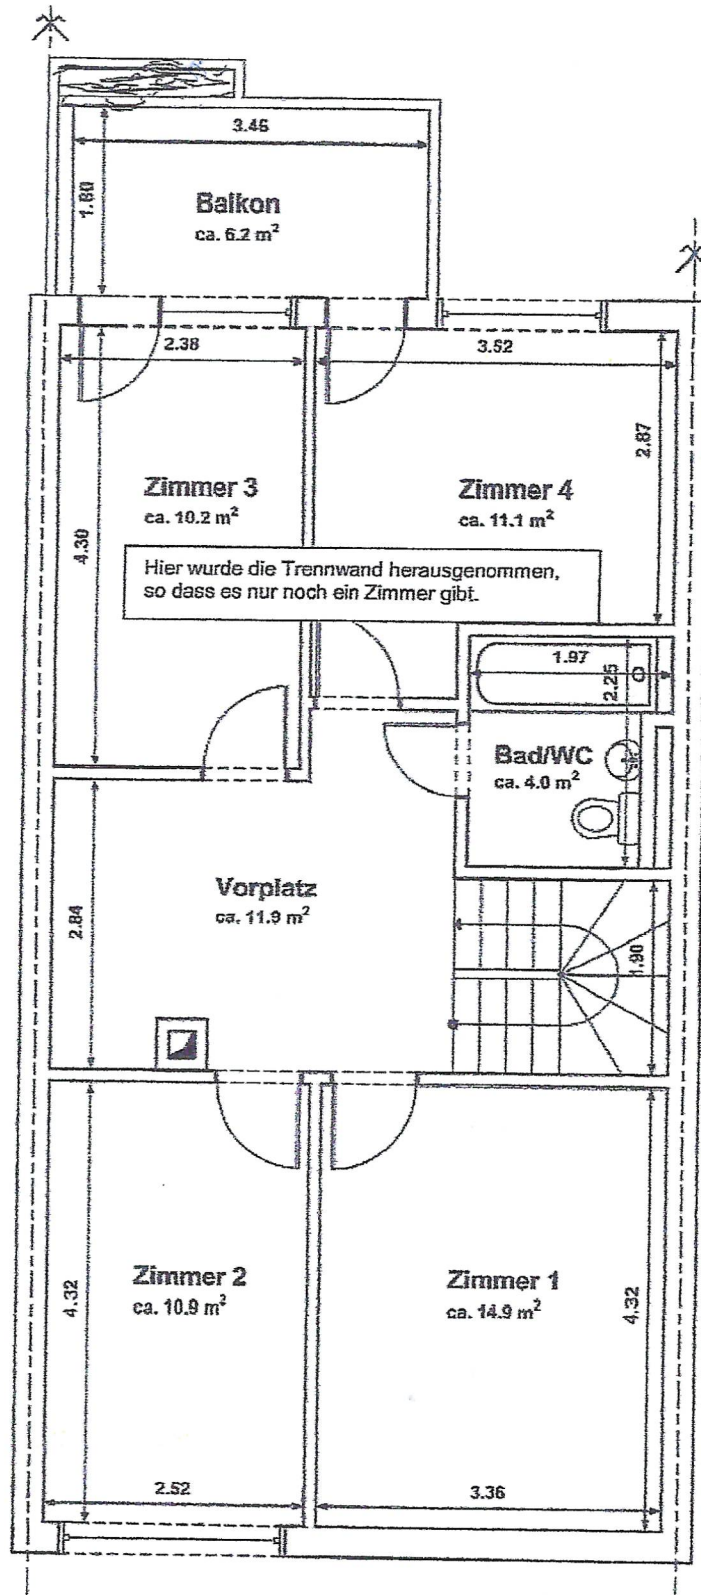 3.46
1.80
Balkon
ca. 6.2 m²
2.38
3.52
2.87
Zimmer 3
ca. 10.2 m²
Zimmer 4
ca. 11.1 m²
4.30
Hier wurde die Trennwand herausgenommen,
so dass es nur noch ein Zimmer gibt.
1.97
2.25
Bad/WC
ca. 4.0 m²
Vorplatz
ca. 11.9 m²
2.84
1.90
Zimmer 2
ca. 10.9 m²
Zimmer 1
ca. 14.9 m²
4.32
4.32
2.52
3.36